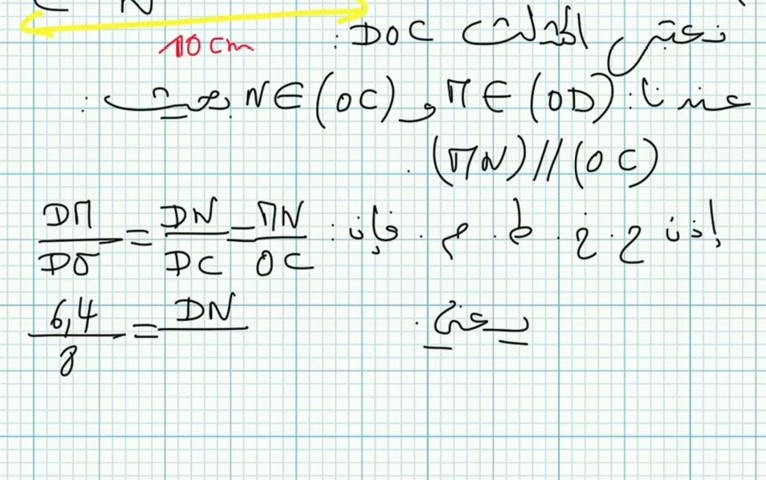 10 cm
نعتبر المثلث DOC :
عندنا : M ∈ (OD) و N ∈ (OC) بحيث :
(MN) // (OC) .
إذن ح . خ . ط . م . فإن : DM/DO = DN/DC = MN/OC
يعني . 6,4/8 = DN/